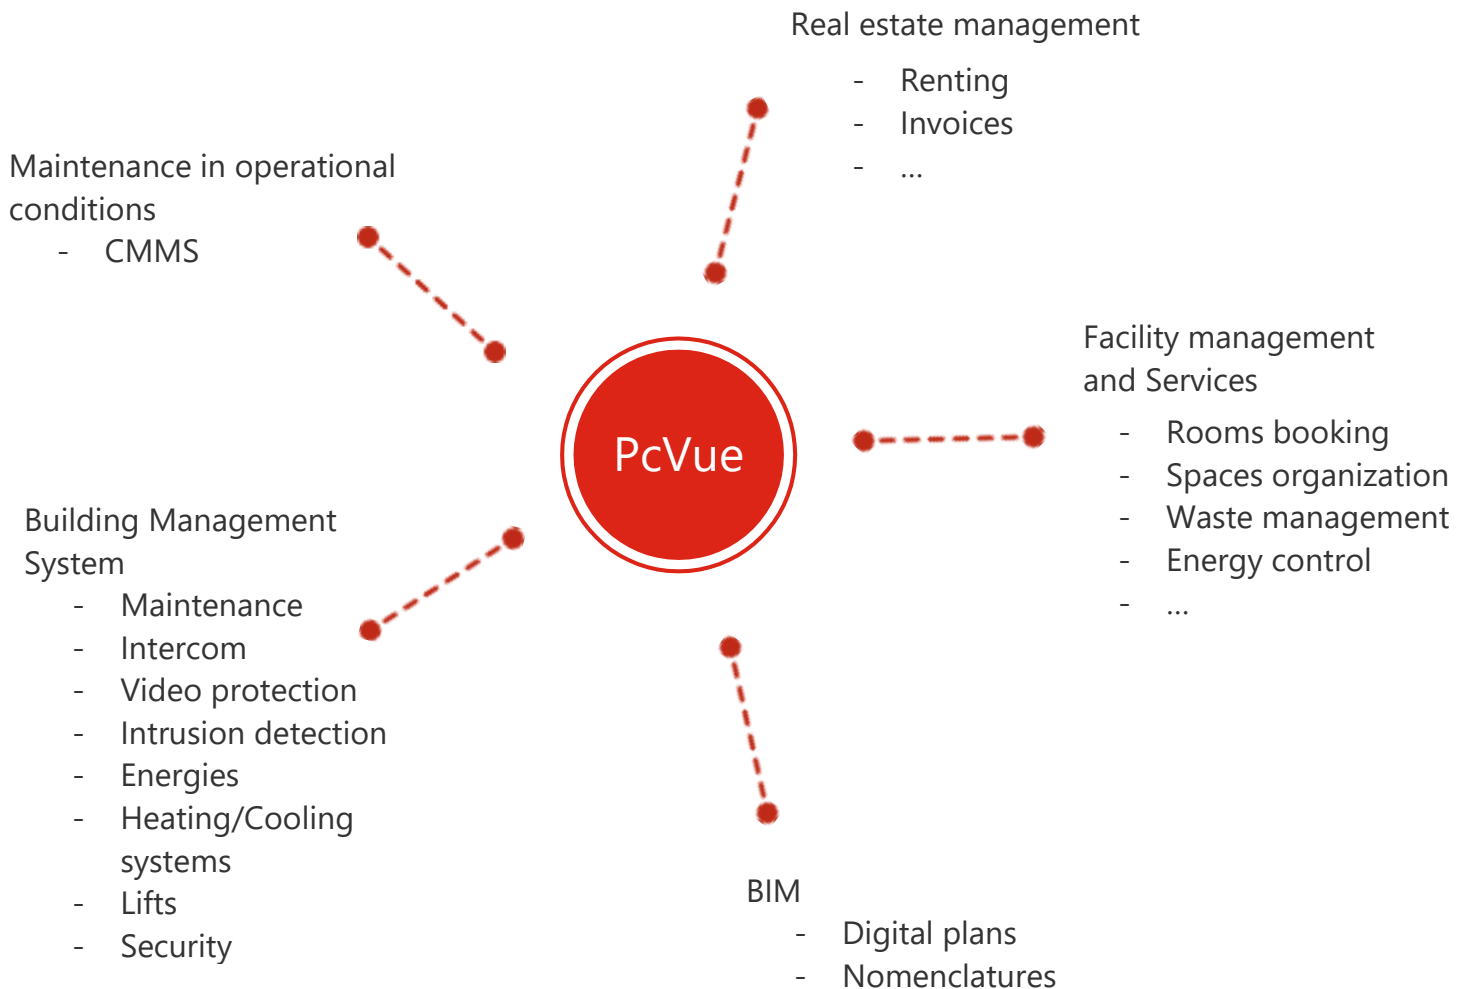 Real estate management
- Renting
- Invoices
- ...
Maintenance in operational
conditions
- CMMS
Facility management
and Services
- Rooms booking
- Spaces organization
- Waste management
- Energy control
- ...
PcVue
Building Management
System
- Maintenance
- Intercom
- Video protection
- Intrusion detection
- Energies
- Heating/Cooling
systems
- Lifts
- Security
BIM
- Digital plans
- Nomenclatures